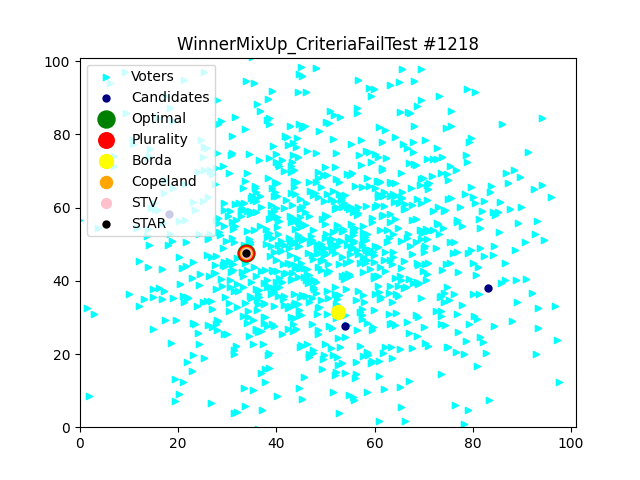 WinnerMixUp_CriteriaFailTest #1218
100
80
60
40
20
0
Voters
Candidates
Optimal
Plurality
Borda
Copeland
STV
STAR
0 20 40 60 80 100